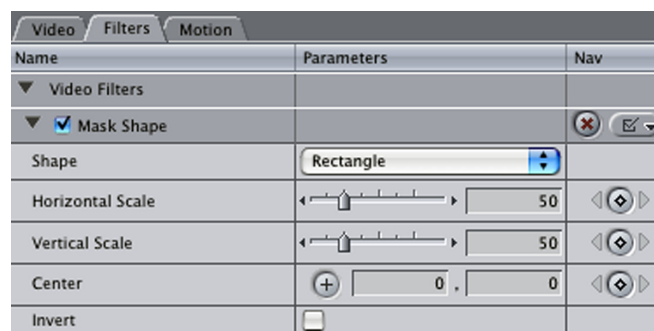 Video Filters Motion
Name Parameters Nav
Video Filters
Mask Shape
Shape Rectangle
Horizontal Scale 50
Vertical Scale 50
Center 0 , 0
Invert